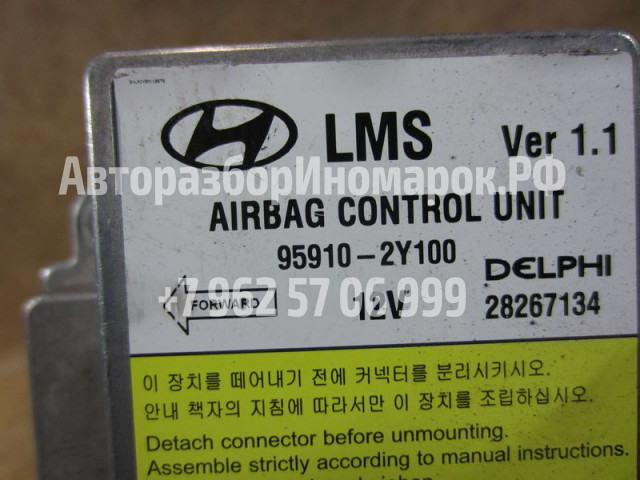 LMS Ver 1.1
АвторазборИномарок.РФ
AIRBAG CONTROL UNIT
95910-2Y100
DELPHI
+7 962 57 06 999
FORWARD
12V
28267134
이 장치를 떼어내기 전에 커넥터를 분리시키시오.
안내 책자의 지침에 따라서만 이 장치를 조립하십시오.
Detach connector before unmounting.
Assemble strictly according to manual instructions.